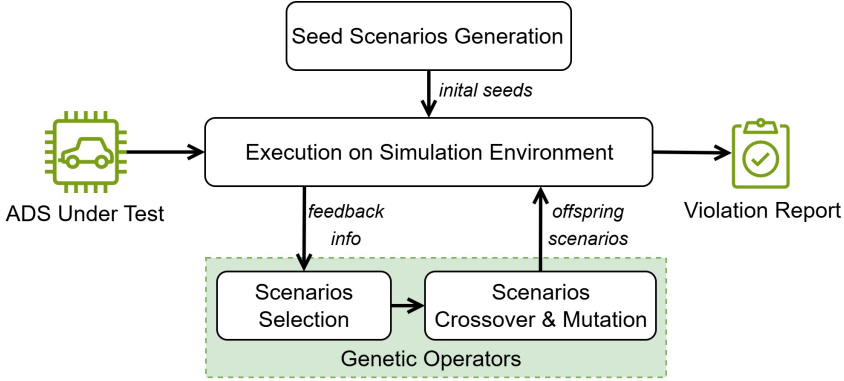 Seed Scenarios Generation
inital seeds
Execution on Simulation Environment
ADS Under Test
Violation Report
feedback
info
offspring
scenarios
Scenarios
Selection
Scenarios
Crossover & Mutation
Genetic Operators